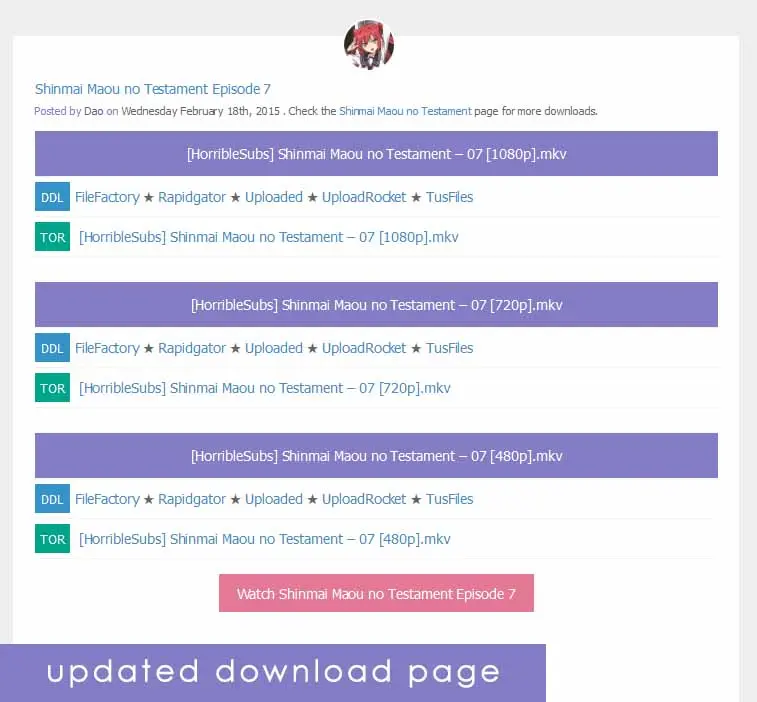 Shinmai Maou no Testament Episode 7
Posted by Dao on Wednesday February 18th, 2015 . Check the Shinmai Maou no Testament page for more downloads.
[HorribleSubs] Shinmai Maou no Testament – 07 [1080p].mkv
DDL FileFactory ★ Rapidgator ★ Uploaded ★ UploadRocket ★ TusFiles
TOR [HorribleSubs] Shinmai Maou no Testament – 07 [1080p].mkv
[HorribleSubs] Shinmai Maou no Testament – 07 [720p].mkv
DDL FileFactory ★ Rapidgator ★ Uploaded ★ UploadRocket ★ TusFiles
TOR [HorribleSubs] Shinmai Maou no Testament – 07 [720p].mkv
[HorribleSubs] Shinmai Maou no Testament – 07 [480p].mkv
DDL FileFactory ★ Rapidgator ★ Uploaded ★ UploadRocket ★ TusFiles
TOR [HorribleSubs] Shinmai Maou no Testament – 07 [480p].mkv
Watch Shinmai Maou no Testament Episode 7
updated download page